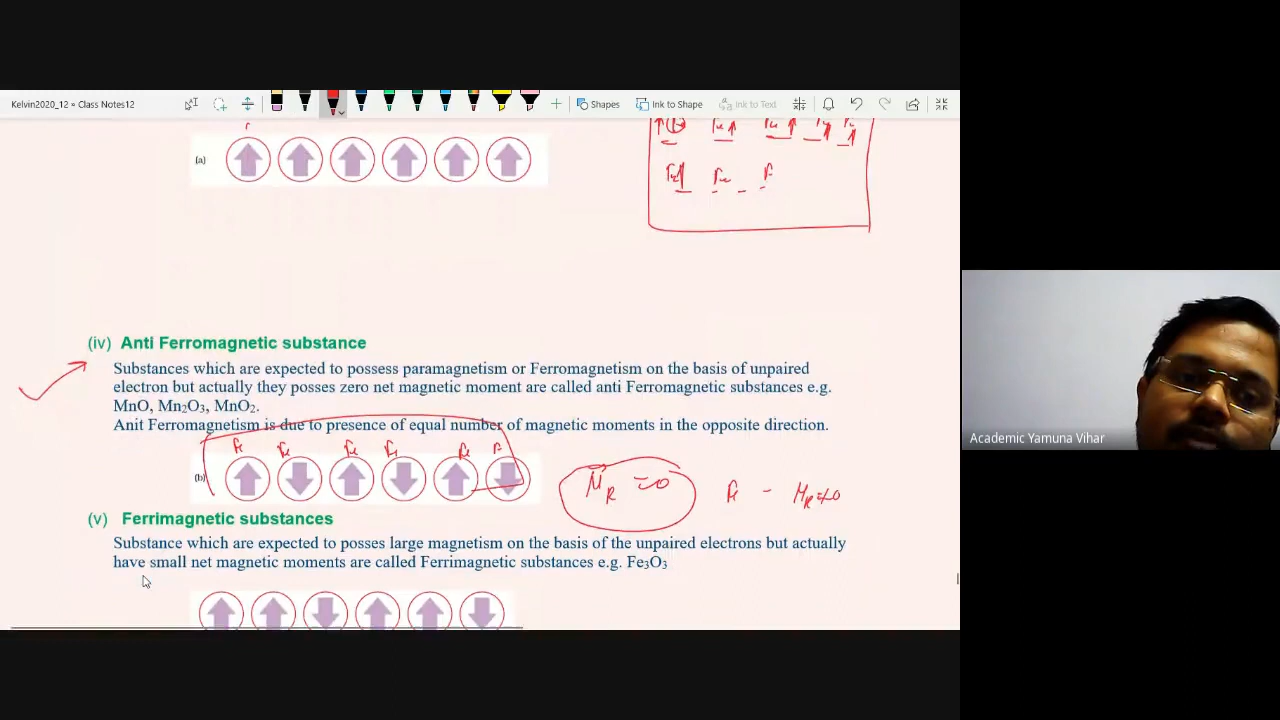 Kelvin2020_12 » Class Notes12
Shapes
Ink to Shape
Ink to Text
(a)
(iv) Anti Ferromagnetic substance
Substances which are expected to possess paramagnetism or Ferromagnetism on the basis of unpaired
electron but actually they posses zero net magnetic moment are called anti Ferromagnetic substances e.g.
MnO, Mn₂O₃, MnO₂.
Anit Ferromagnetism is due to presence of equal number of magnetic moments in the opposite direction.
(b)
M_R = 0
M_R ≠ 0
(v) Ferrimagnetic substances
Substance which are expected to posses large magnetism on the basis of the unpaired electrons but actually
have small net magnetic moments are called Ferrimagnetic substances e.g. Fe₃O₃
Academic Yamuna Vihar